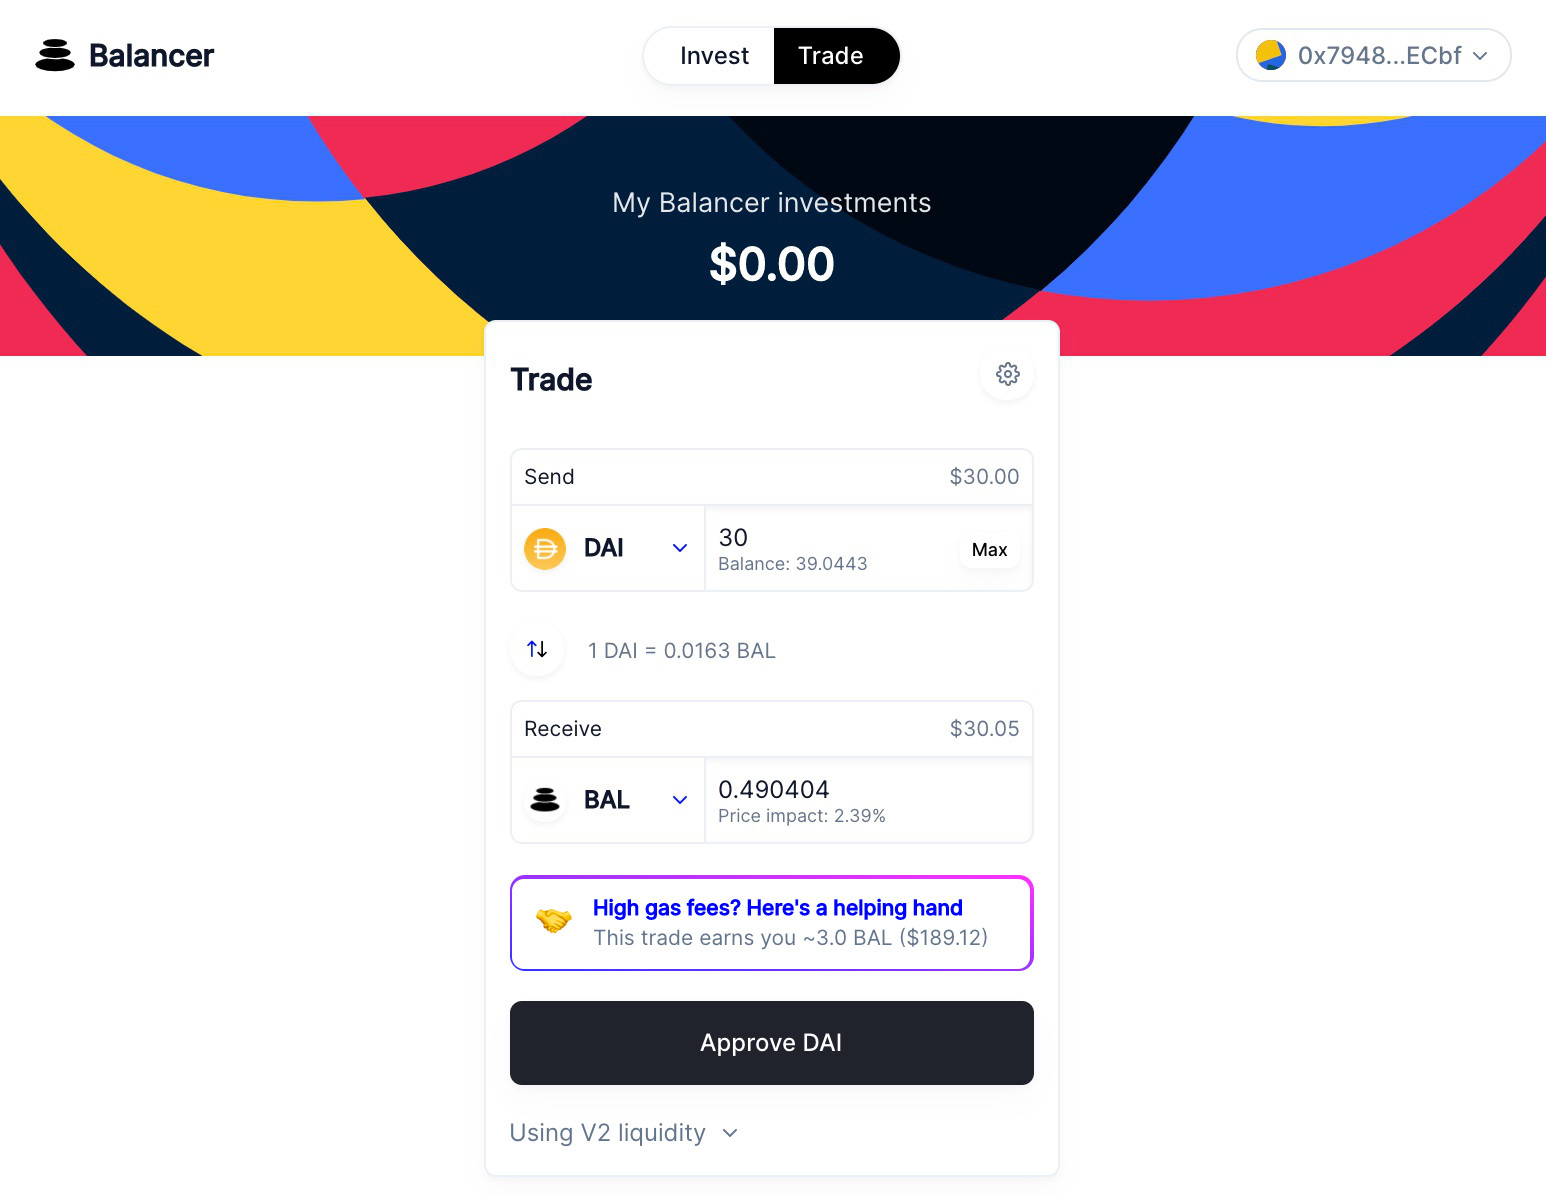 Balancer
Invest
Trade
0x7948...ECbf
My Balancer investments
$0.00
Trade
Send
$30.00
DAI
30
Balance: 39.0443
Max
1 DAI = 0.0163 BAL
Receive
$30.05
BAL
0.490404
Price impact: 2.39%
High gas fees? Here's a helping hand
This trade earns you ~3.0 BAL ($189.12)
Approve DAI
Using V2 liquidity